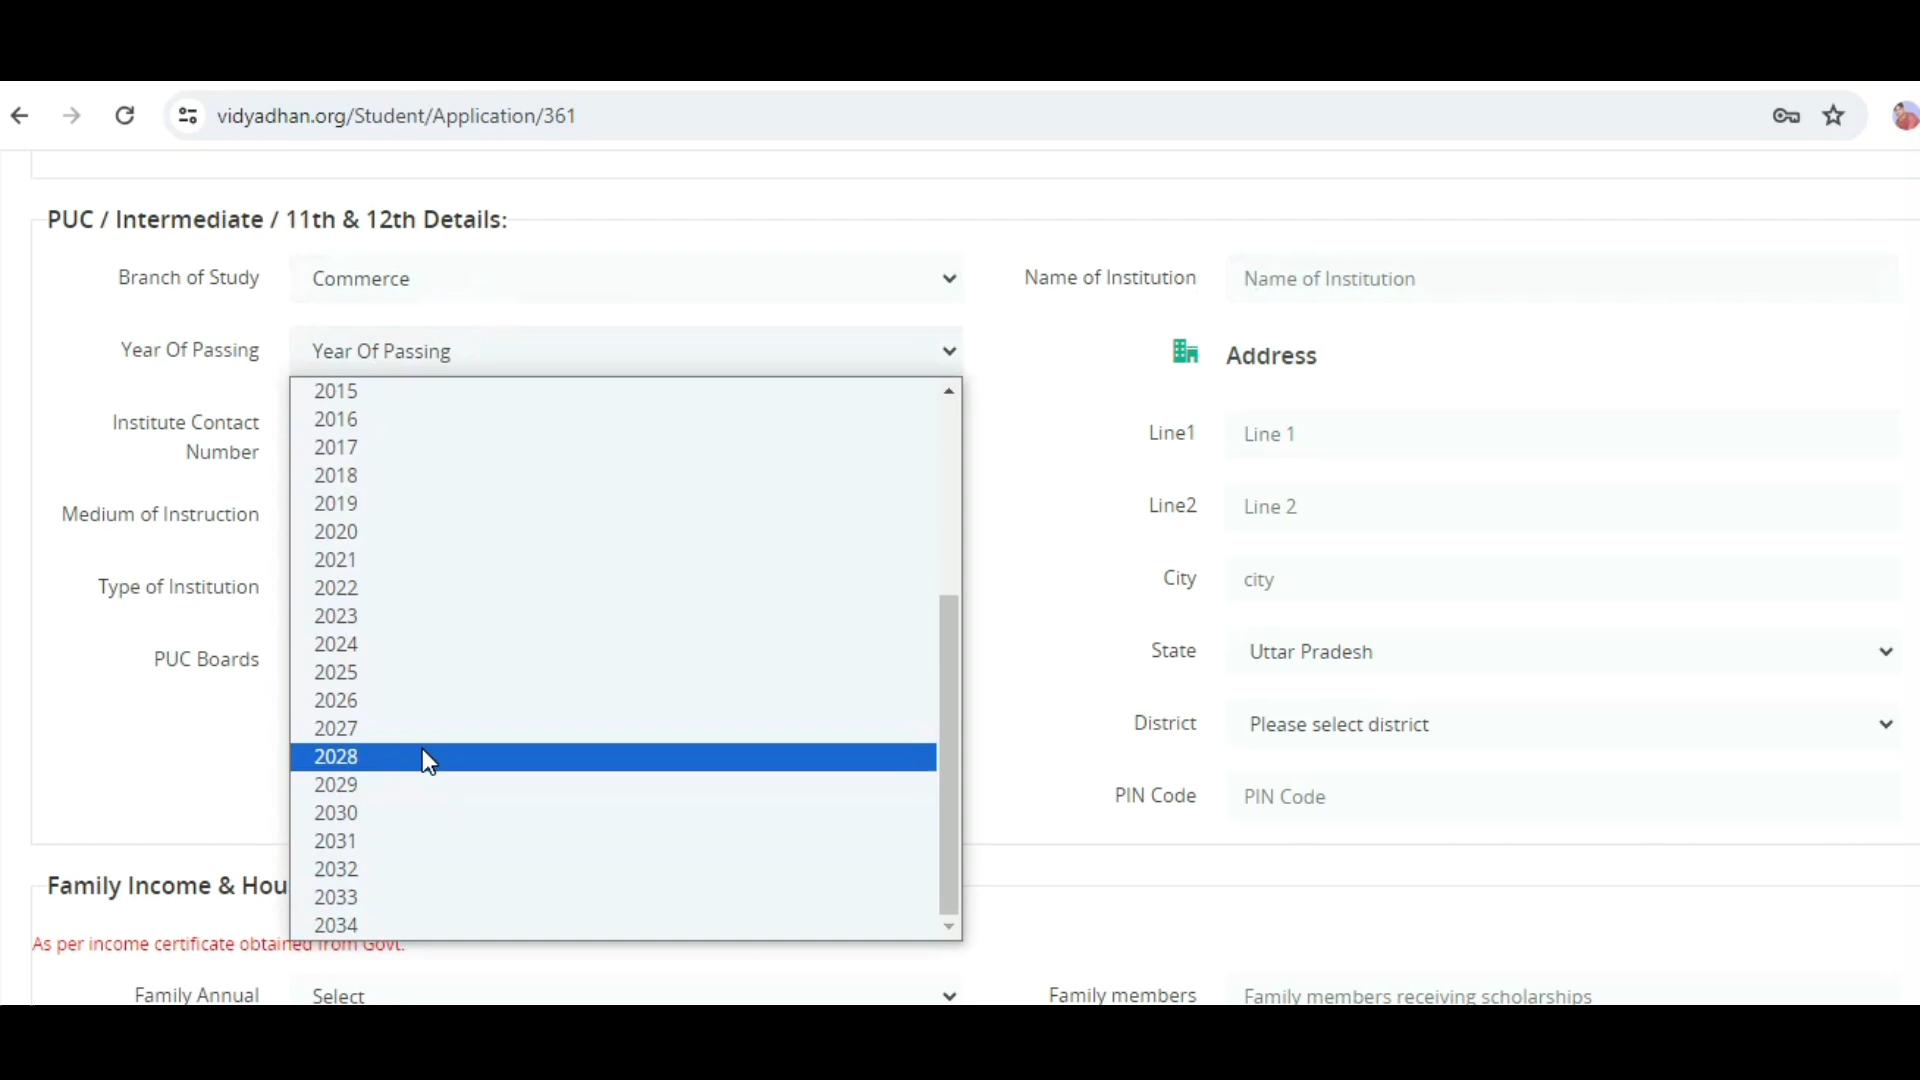 vidyadhan.org/Student/Application/361
PUC / Intermediate / 11th & 12th Details:
Branch of Study
Commerce
Name of Institution
Name of Institution
Year Of Passing
Year Of Passing
Address
2015
2016
2017
2018
2019
2020
2021
2022
2023
2024
2025
2026
2027
2028
2029
2030
2031
2032
2033
2034
Institute Contact
Number
Medium of Instruction
Type of Institution
PUC Boards
Line1
Line 1
Line2
Line 2
City
city
State
Uttar Pradesh
District
Please select district
PIN Code
PIN Code
Family Income & Hou
As per income certificate obtained from Govt.
Family Annual
Select
Family members
Family members receiving scholarships